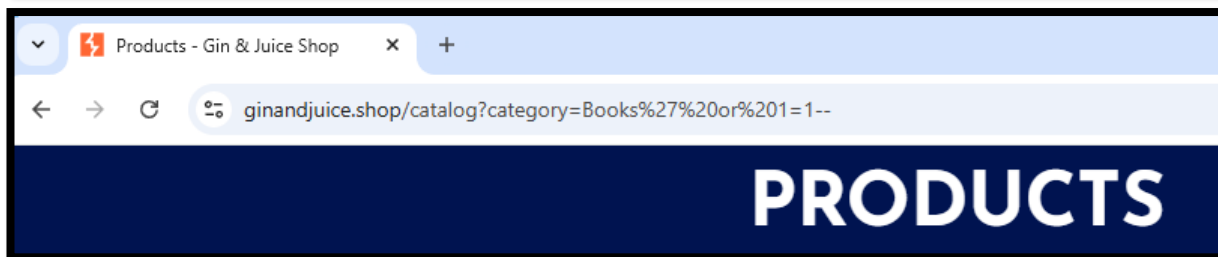 Products - Gin & Juice Shop
ginandjuice.shop/catalog?category=Books%27%20or%201=1--
PRODUCTS